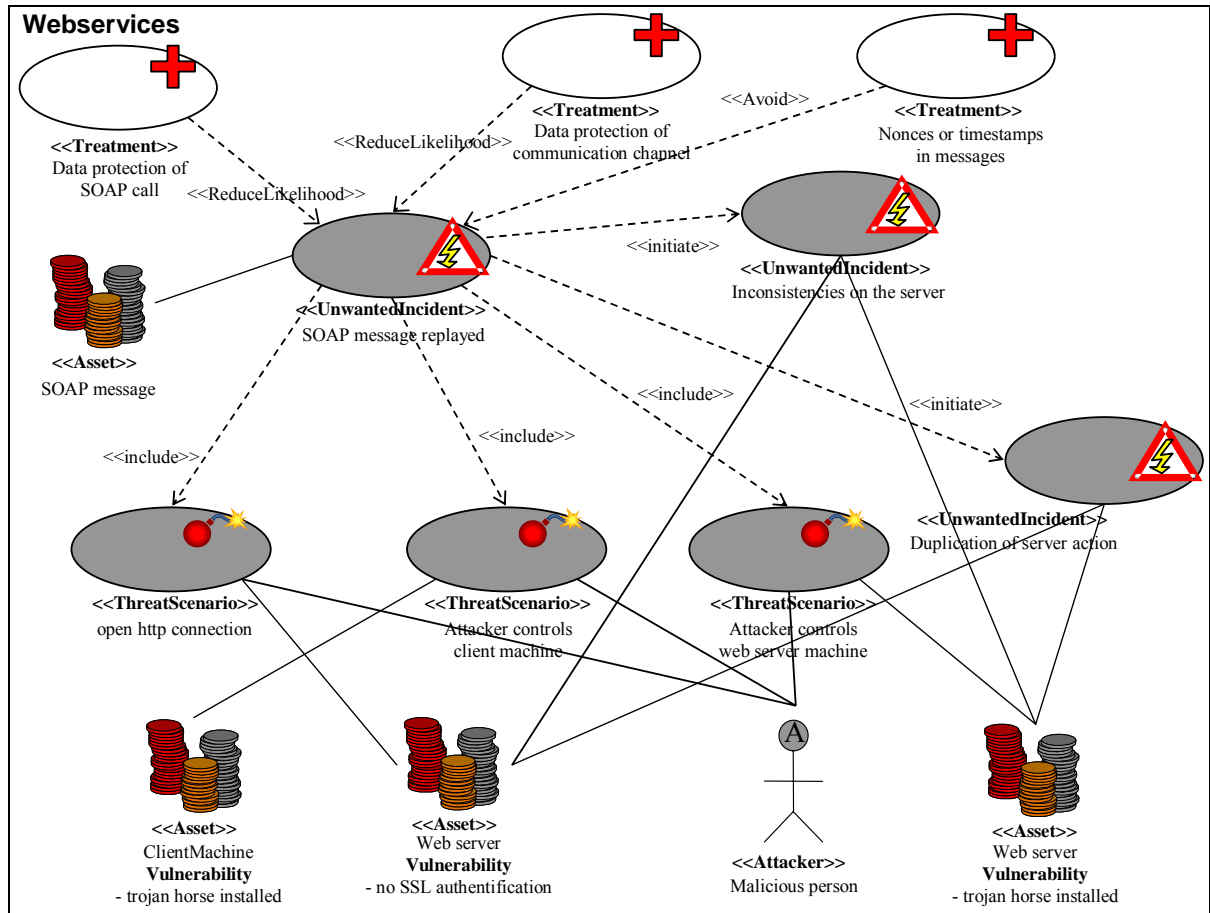 Webservices
<<Treatment>>
Data protection of
SOAP call
<<Treatment>>
Data protection of
communication channel
<<Treatment>>
Nonces or timestamps
in messages
<<Avoid>>
<<ReduceLikelihood>>
<<ReduceLikelihood>>
<<initiate>>
<<UnwantedIncident>>
Inconsistencies on the server
<<UnwantedIncident>>
SOAP message replayed
<<Asset>>
SOAP message
<<include>>
<<include>>
<<include>>
<<initiate>>
<<UnwantedIncident>>
Duplication of server action
<<ThreatScenario>>
open http connection
<<ThreatScenario>>
Attacker controls
client machine
<<ThreatScenario>>
Attacker controls
web server machine
A
<<Asset>>
ClientMachine
Vulnerability
- trojan horse installed
<<Asset>>
Web server
Vulnerability
- no SSL authentification
<<Attacker>>
Malicious person
<<Asset>>
Web server
Vulnerability
- trojan horse installed